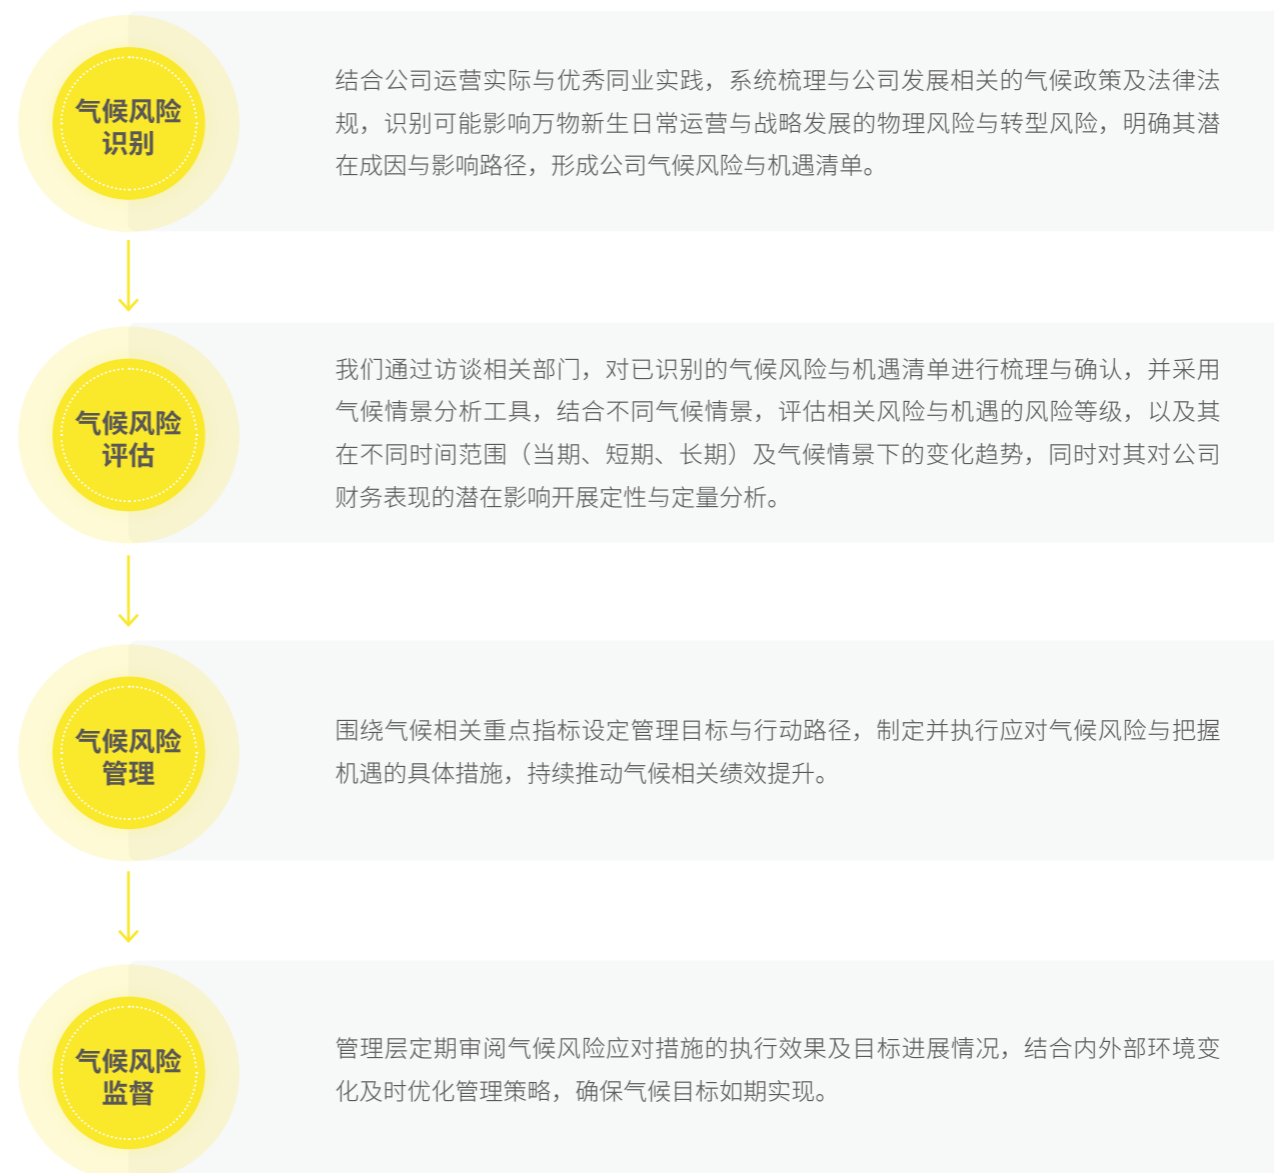 气候风险
识别
结合公司运营实际与优秀同业实践，系统梳理与公司发展相关的气候政策及法律法
规，识别可能影响万物新生日常运营与战略发展的物理风险与转型风险，明确其潜
在成因与影响路径，形成公司气候风险与机遇清单。
气候风险
评估
我们通过访谈相关部门，对已识别的气候风险与机遇清单进行梳理与确认，并采用
气候情景分析工具，结合不同气候情景，评估相关风险与机遇的风险等级，以及其
在不同时间范围（当期、短期、长期）及气候情景下的变化趋势，同时对其对公司
财务表现的潜在影响开展定性与定量分析。
气候风险
管理
围绕气候相关重点指标设定管理目标与行动路径，制定并执行应对气候风险与把握
机遇的具体措施，持续推动气候相关绩效提升。
气候风险
监督
管理层定期审阅气候风险应对措施的执行效果及目标进展情况，结合内外部环境变
化及时优化管理策略，确保气候目标如期实现。